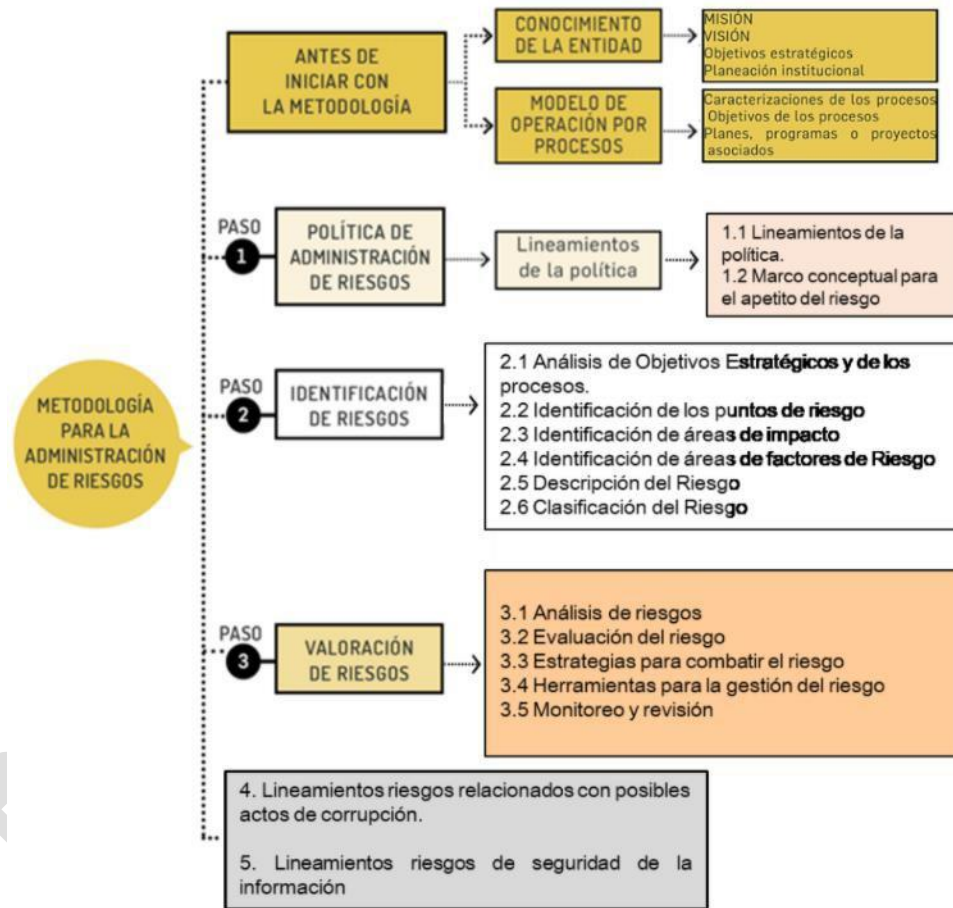 ANTES DE
INICIAR CON
LA METODOLOGÍA
CONOCIMIENTO
DE LA ENTIDAD
MISIÓN
VISIÓN
Objetivos estratégicos
Planeación institucional
MODELO DE
OPERACIÓN POR
PROCESOS
Caracterizaciones de los procesos
Objetivos de los procesos
Planes, programas o proyectos
asociados
PASO
1
POLÍTICA DE
ADMINISTRACIÓN
DE RIESGOS
Lineamientos
de la política
1.1 Lineamientos de la
política.
1.2 Marco conceptual para
el apetito del riesgo
METODOLOGÍA
PARA LA
ADMINISTRACIÓN
DE RIESGOS
PASO
2
IDENTIFICACIÓN
DE RIESGOS
2.1 Análisis de Objetivos Estratégicos y de los
procesos.
2.2 Identificación de los puntos de riesgo
2.3 Identificación de áreas de impacto
2.4 Identificación de áreas de factores de Riesgo
2.5 Descripción del Riesgo
2.6 Clasificación del Riesgo
PASO
3
VALORACIÓN
DE RIESGOS
3.1 Análisis de riesgos
3.2 Evaluación del riesgo
3.3 Estrategias para combatir el riesgo
3.4 Herramientas para la gestión del riesgo
3.5 Monitoreo y revisión
4. Lineamientos riesgos relacionados con posibles
actos de corrupción.
5. Lineamientos riesgos de seguridad de la
información